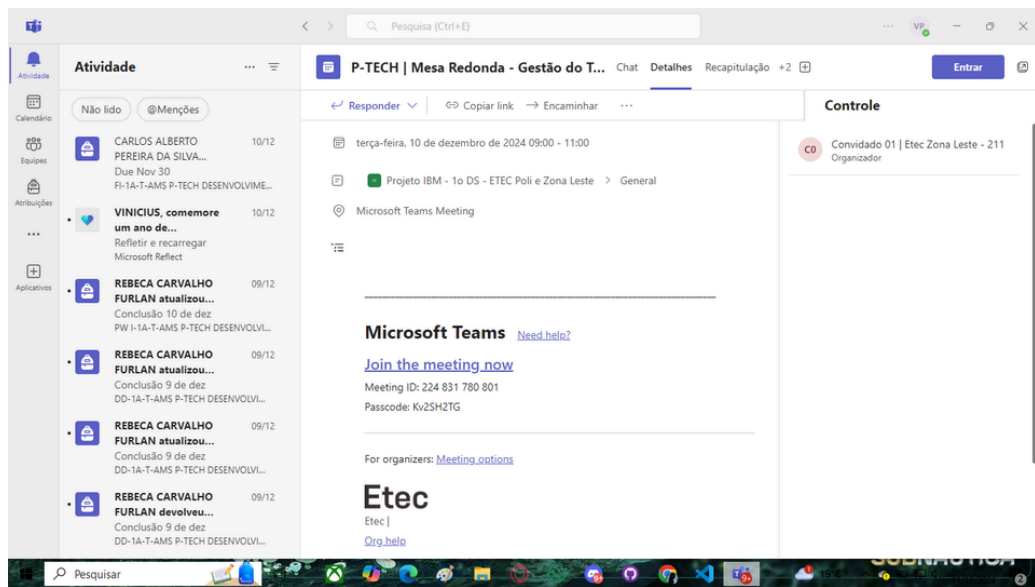 Pesquisa (Ctrl+E)
VP
Atividade
Calendário
Equipes
Atribuições
Aplicativos
Atividade
Não lido
@Menções
CARLOS ALBERTO
PEREIRA DA SILVA...
10/12
Due Nov 30
FI-1A-T-AMS P-TECH DESENVOLVIME...
VINICIUS, comemore
um ano de...
10/12
Refletir e recarregar
Microsoft Reflect
REBECA CARVALHO
FURLAN atualizou...
09/12
Conclusão 10 de dez
PW I-1A-T-AMS P-TECH DESENVOLVI...
REBECA CARVALHO
FURLAN atualizou...
09/12
Conclusão 9 de dez
DD-1A-T-AMS P-TECH DESENVOLVI...
REBECA CARVALHO
FURLAN atualizou...
09/12
Conclusão 9 de dez
DD-1A-T-AMS P-TECH DESENVOLVI...
REBECA CARVALHO
FURLAN devolveu...
09/12
Conclusão 9 de dez
DD-1A-T-AMS P-TECH DESENVOLVI...
P-TECH | Mesa Redonda - Gestão do T... Chat Detalhes Recapitulação +2
Entrar
Responder Copiar link Encaminhar ...
terça-feira, 10 de dezembro de 2024 09:00 - 11:00
Projeto IBM - 1o DS - ETEC Poli e Zona Leste > General
Microsoft Teams Meeting
Microsoft Teams Need help?
Join the meeting now
Meeting ID: 224 831 780 801
Passcode: Kv2SH2TG
For organizers: Meeting options
Etec
Etec |
Org help
Controle
C0
Convidado 01 | Etec Zona Leste - 211
Organizador
Pesquisar
SUBNAUTICA